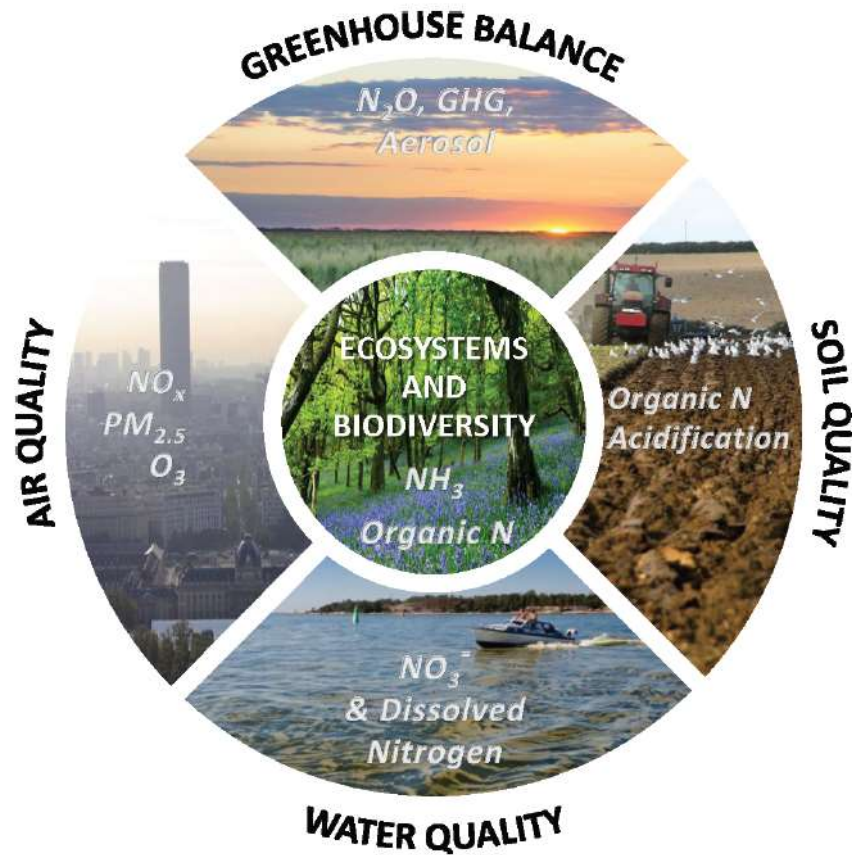 GREENHOUSE BALANCE
N₂O, GHG,
Aerosol
AIR QUALITY
NOₓ
PM₂.₅
O₃
ECOSYSTEMS
AND
BIODIVERSITY
NH₃
Organic N
SOIL QUALITY
Organic N
Acidification
NO₃⁻
& Dissolved
Nitrogen
WATER QUALITY